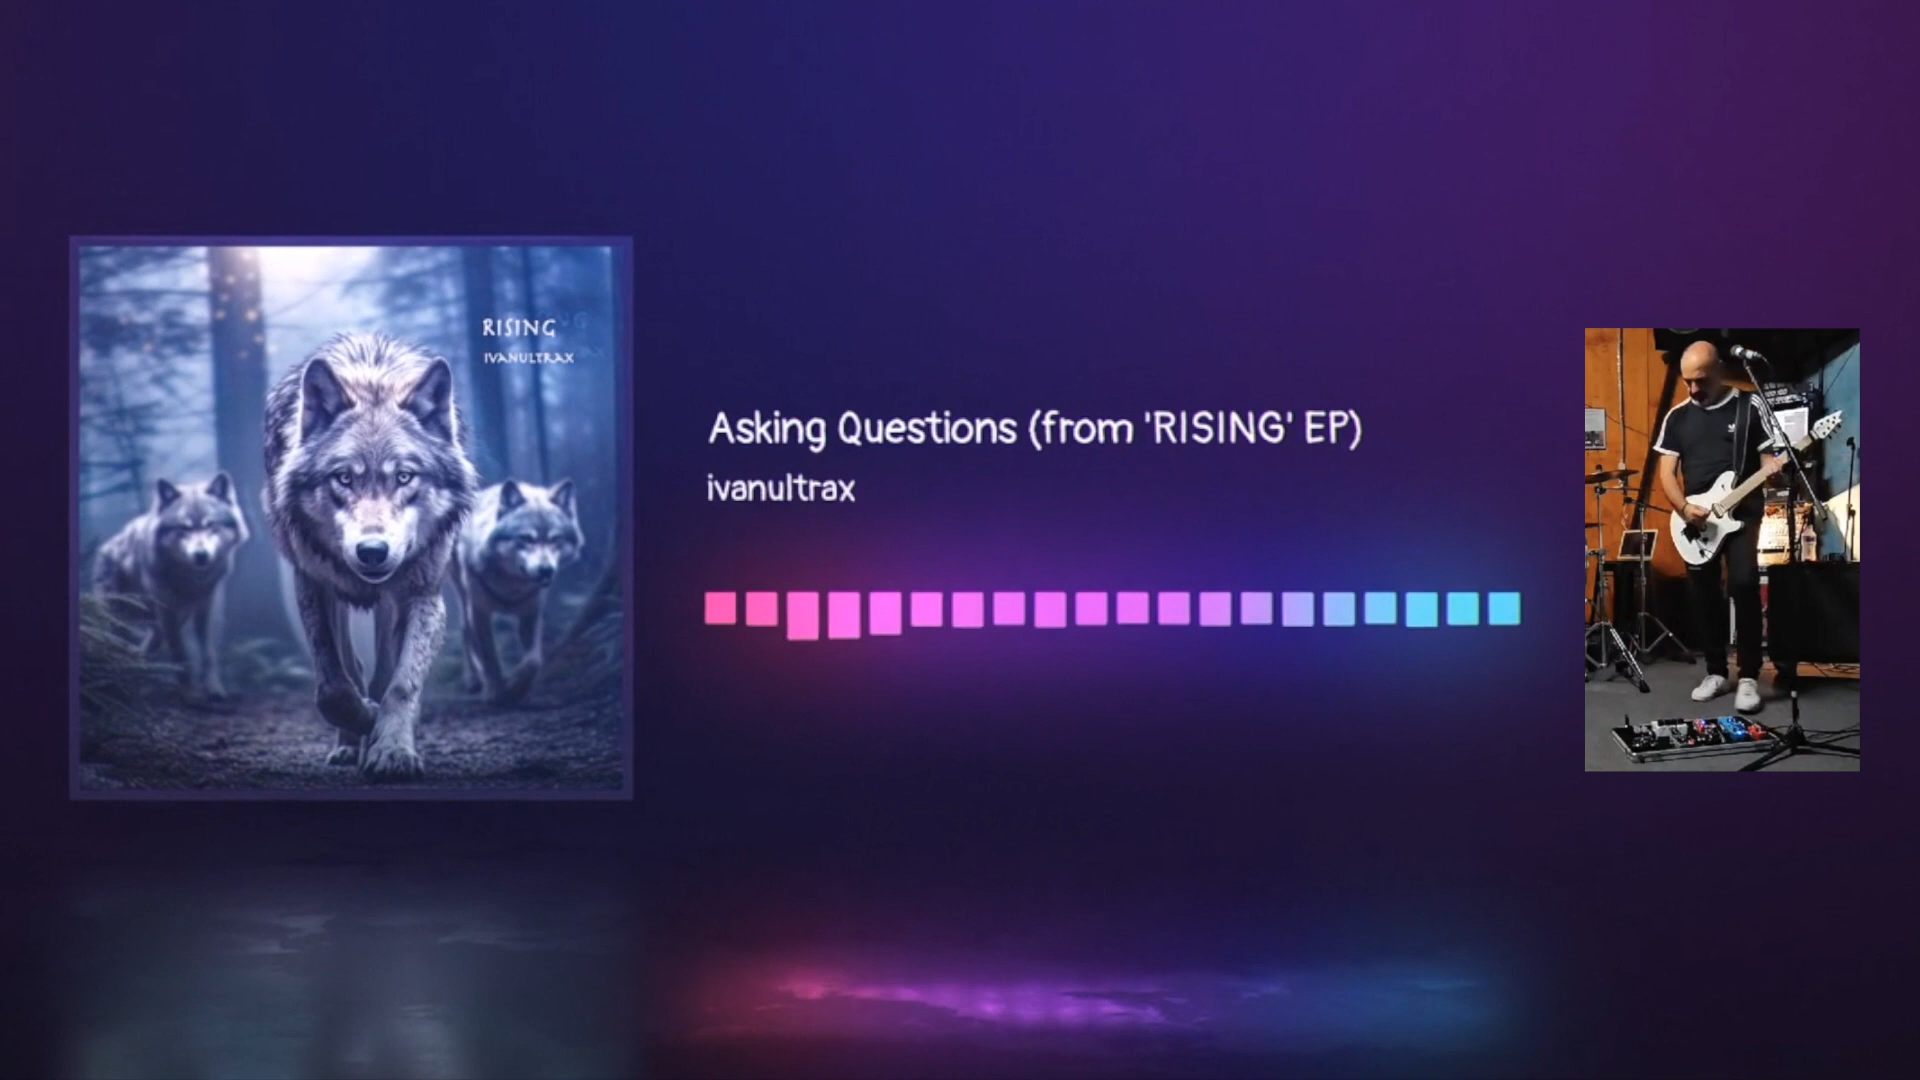 RISING
IVANULTRAX
Asking Questions (from 'RISING' EP)
ivanultrax